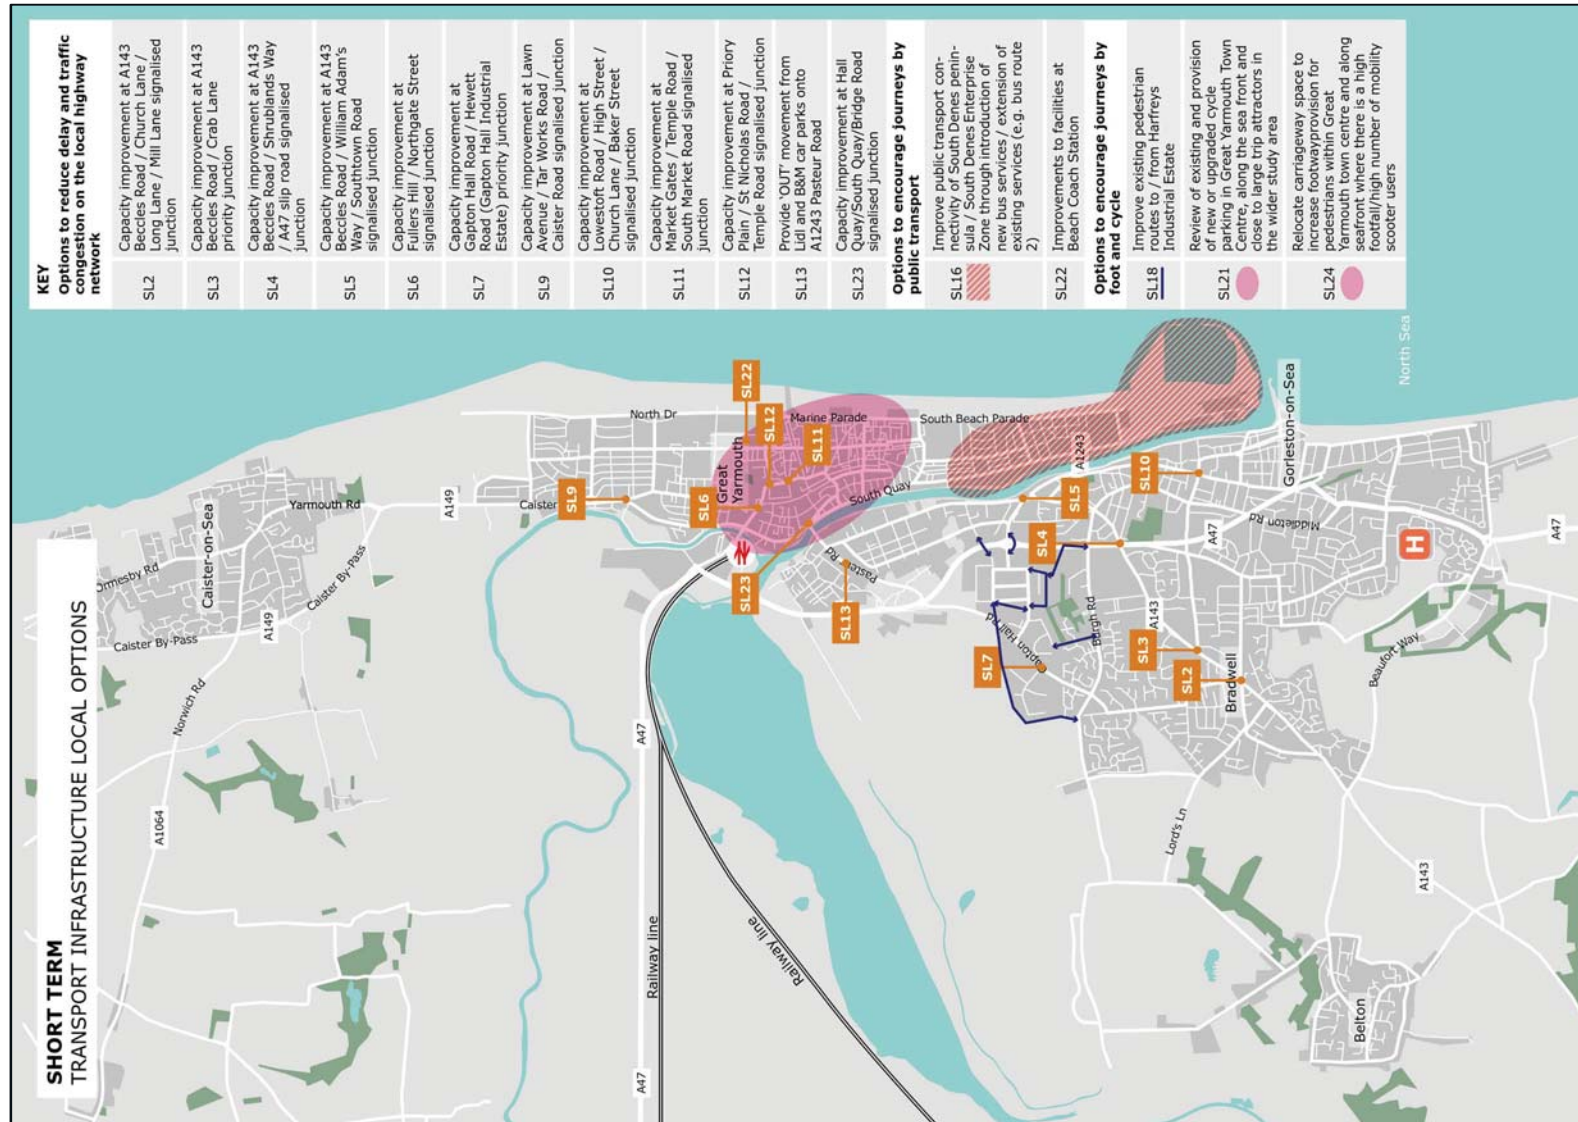 SHORT TERM
TRANSPORT INFRASTRUCTURE LOCAL OPTIONS
KEY
Options to reduce delay and traffic
congestion on the local highway
network
SL2
Capacity improvement at A143
Beccles Road / Church Lane /
Long Lane / Mill Lane signalised
junction
SL3
Capacity improvement at A143
Beccles Road / Crab Lane
priority junction
SL4
Capacity improvement at A143
Beccles Road / Shrublands Way
/ A47 slip road signalised
junction
SL5
Capacity improvement at A143
Beccles Road / William Adam's
Way / Southtown Road
signalised junction
SL6
Capacity improvement at
Fullers Hill / Northgate Street
signalised junction
SL7
Capacity improvement at
Gapton Hall Road / Hewett
Road (Gapton Hall Industrial
Estate) priority junction
SL9
Capacity improvement at Lawn
Avenue / Tar Works Road /
Caister Road signalised junction
SL10
Capacity improvement at
Lowestoft Road / High Street /
Church Lane / Baker Street
signalised junction
SL11
Capacity improvement at
Market Gates / Temple Road /
South Market Road signalised
junction
SL12
Capacity improvement at Priory
Plain / St Nicholas Road /
Temple Road signalised junction
SL13
Provide 'OUT' movement from
Lidl and B&M car parks onto
A1243 Pasteur Road
SL23
Capacity improvement at Hall
Quay/South Quay/Bridge Road
signalised junction
Options to encourage journeys by
public transport
SL16
Improve public transport con-
nectivity of South Denes penin-
sula / South Denes Enterprise
Zone through introduction of
new bus services / extension of
existing services (e.g. bus route
2)
SL22
Improvements to facilities at
Beach Coach Station
Options to encourage journeys by
foot and cycle
SL18
Improve existing pedestrian
routes to / from Harfreys
Industrial Estate
SL21
Review of existing and provision
of new or upgraded cycle
parking in Great Yarmouth Town
Centre, along the sea front and
close to large trip attractors in
the wider study area
SL24
Relocate carriageway space to
increase footwayprovision for
pedestrians within Great
Yarmouth town centre and along
seafront where there is a high
footfall/high number of mobility
scooter users
Ormesby Rd
Caister-on-Sea
Caister By-Pass
A149
Caister By-Pass
Yarmouth Rd
Norwich Rd
A1064
A149
Caister
SL9
North Dr
SL22
SL12
SL11
SL6
Great
Yarmouth
Marine Parade
South Beach Parade
South Quay
SL23
SL13
A47
A47
Railway line
Railway line
A1243
SL5
SL10
SL4
A47
Middleton Rd
Gorleston-on-Sea
North Sea
H
A47
SL7
Burgh Rd
A143
SL3
SL2
Bradwell
Beaufort Way
Lord's Ln
A143
Belton